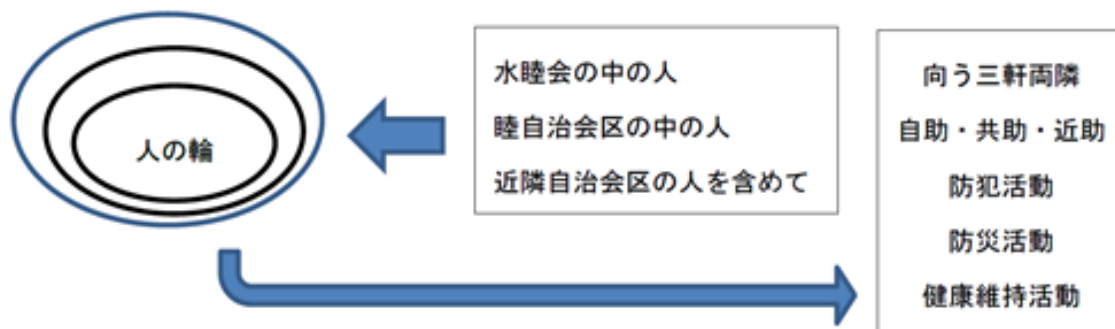 人の輪
水睦会の中の人
睦自治会区の中の人
近隣自治会区の人を含めて
向う三軒両隣
自助・共助・近助
防犯活動
防災活動
健康維持活動